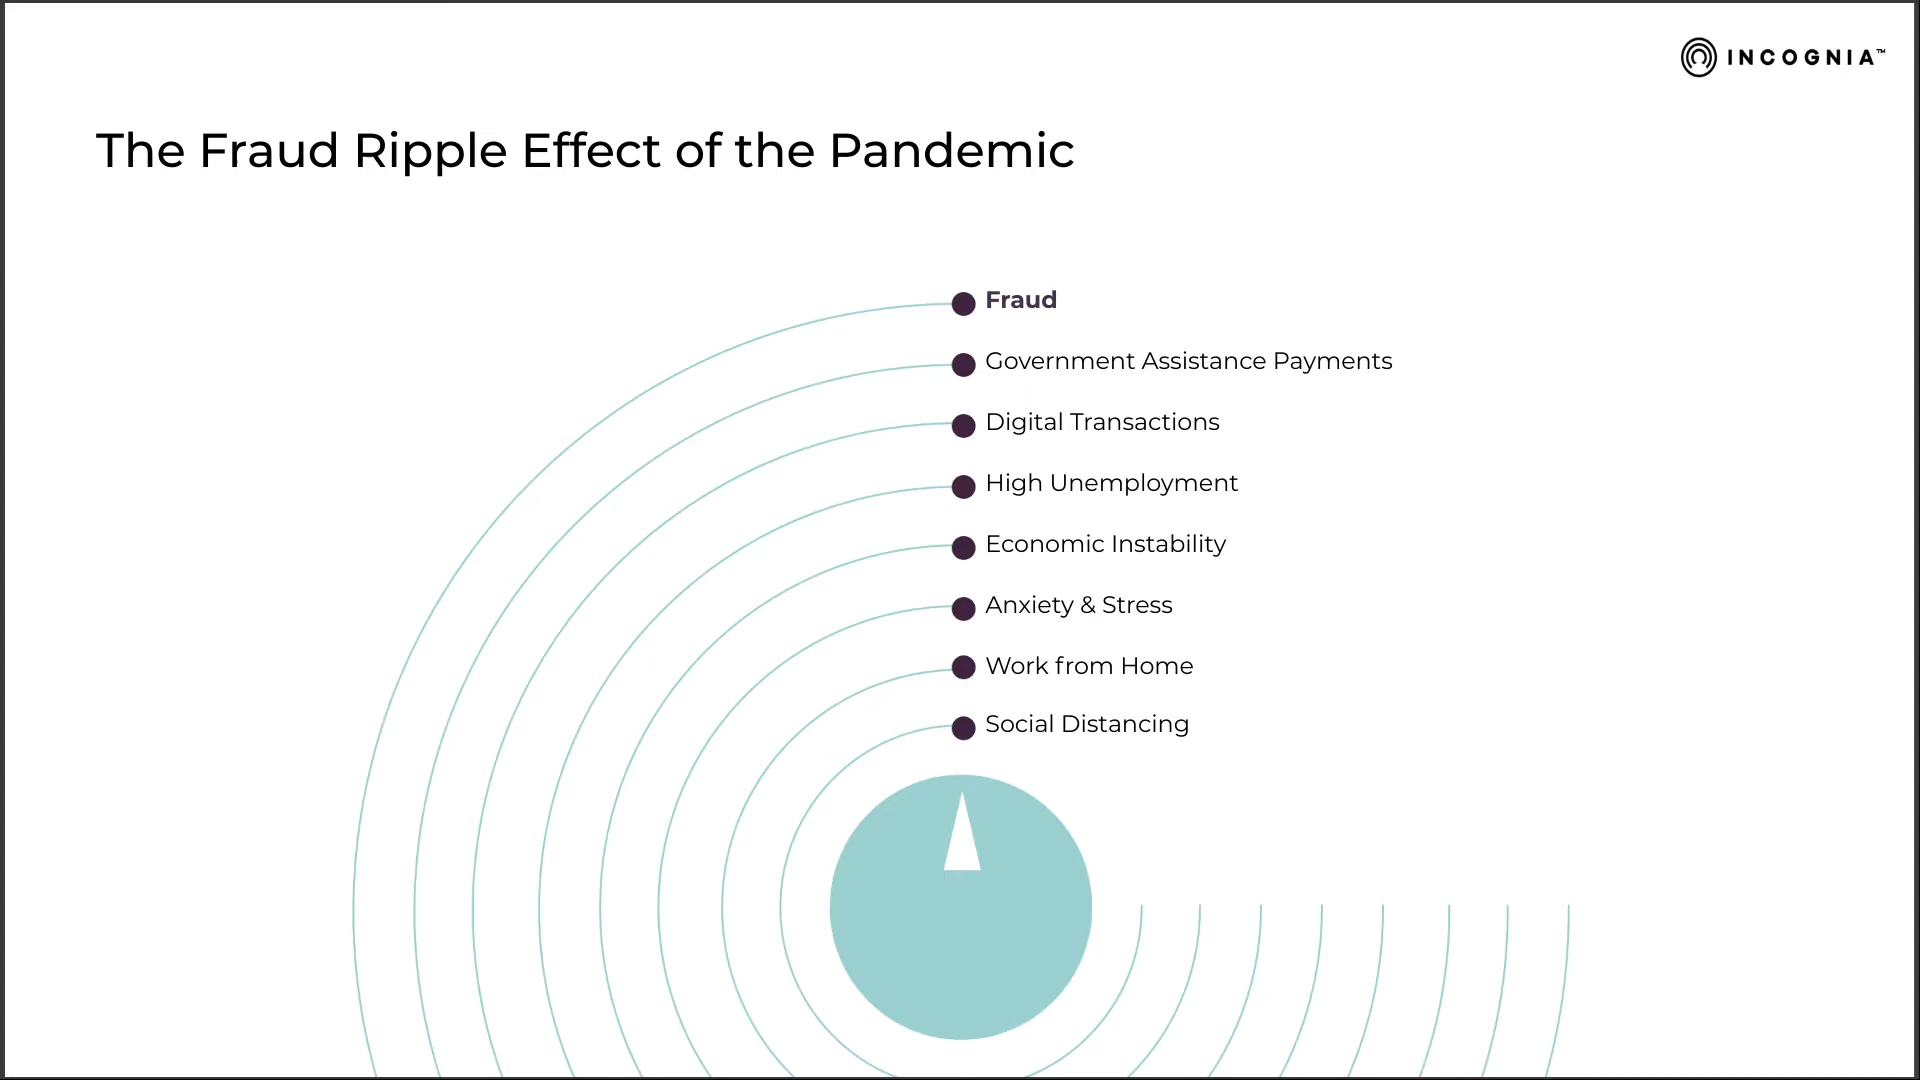 INCOGNIA™
The Fraud Ripple Effect of the Pandemic
Fraud
Government Assistance Payments
Digital Transactions
High Unemployment
Economic Instability
Anxiety & Stress
Work from Home
Social Distancing